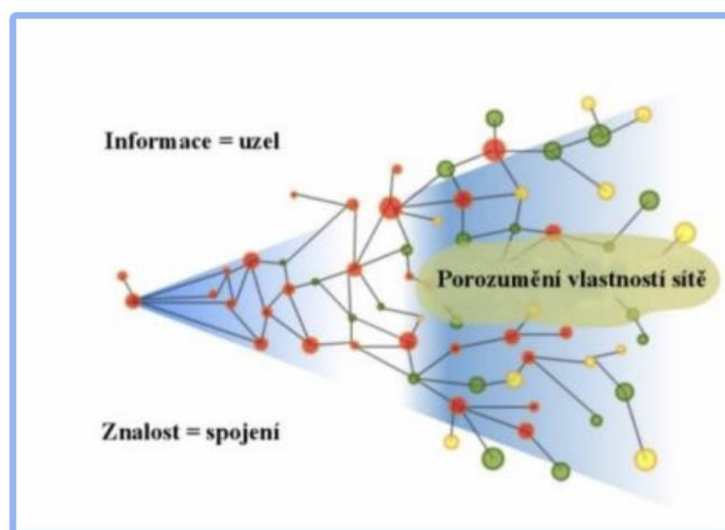 Informace = uzel
Porozumění vlastností sítě
Znalost = spojení